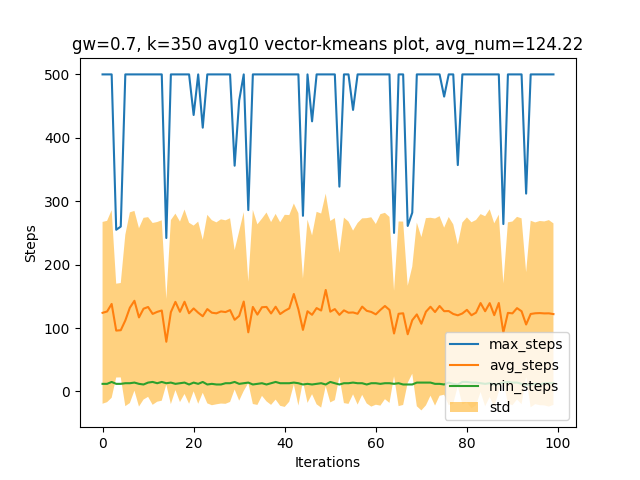 gw=0.7, k=350 avg10 vector-kmeans plot, avg_num=124.22
500
400
300
200
100
0
Steps
0
20
40
60
80
100
Iterations
max_steps
avg_steps
min_steps
std